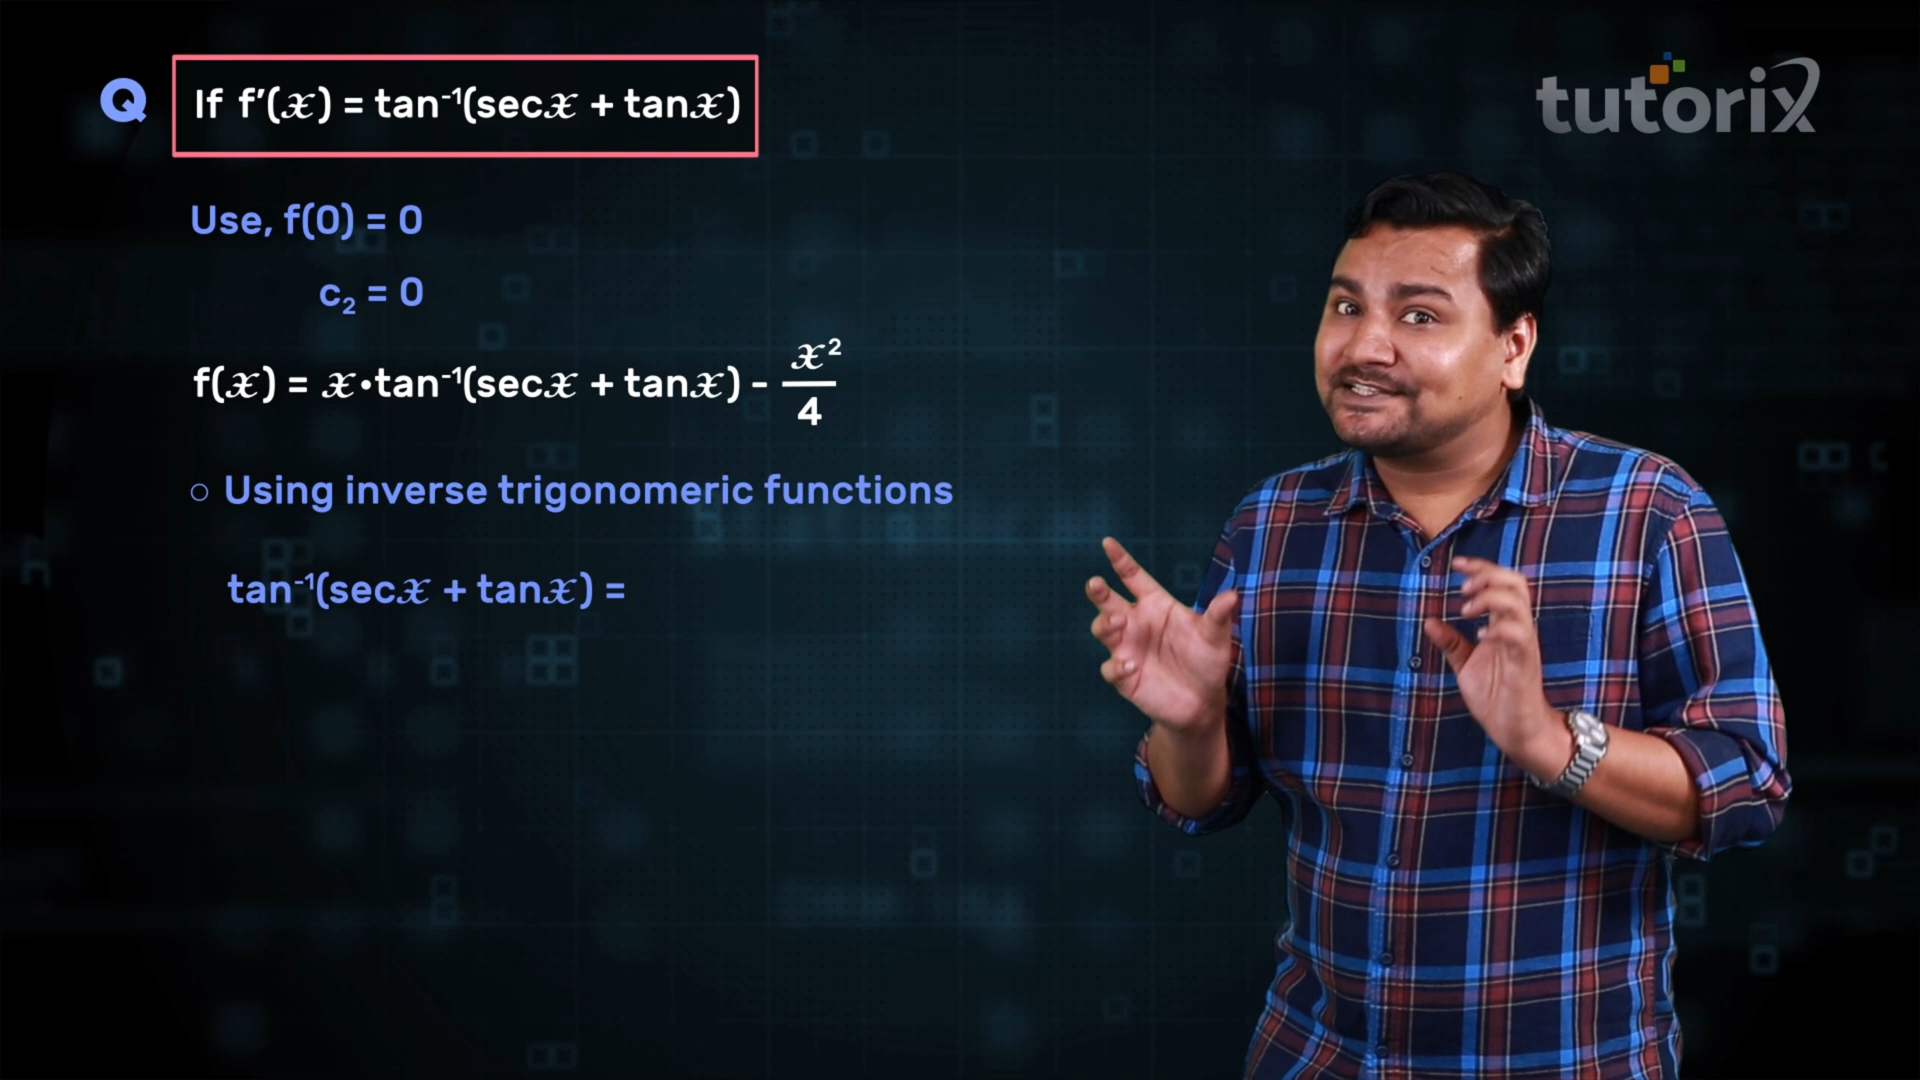 Q If f′(x) = tan⁻¹(secx + tanx)
tutorix
Use, f(0) = 0
c₂ = 0
f(x) = x•tan⁻¹(secx + tanx) - x²/4
○ Using inverse trigonomeric functions
tan⁻¹(secx + tanx) =